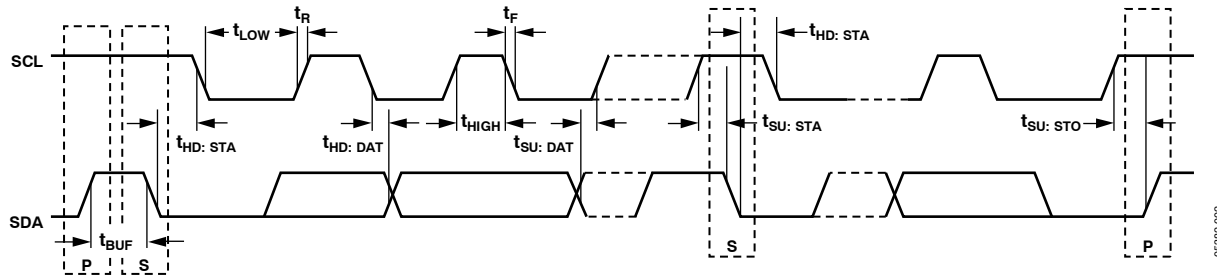 tR
tF
tLOW
tHD: STA
SCL
tHD: STA
tHD: DAT
tHIGH
tSU: DAT
tSU: STA
tSU: STO
SDA
tBUF
P
S
S
P